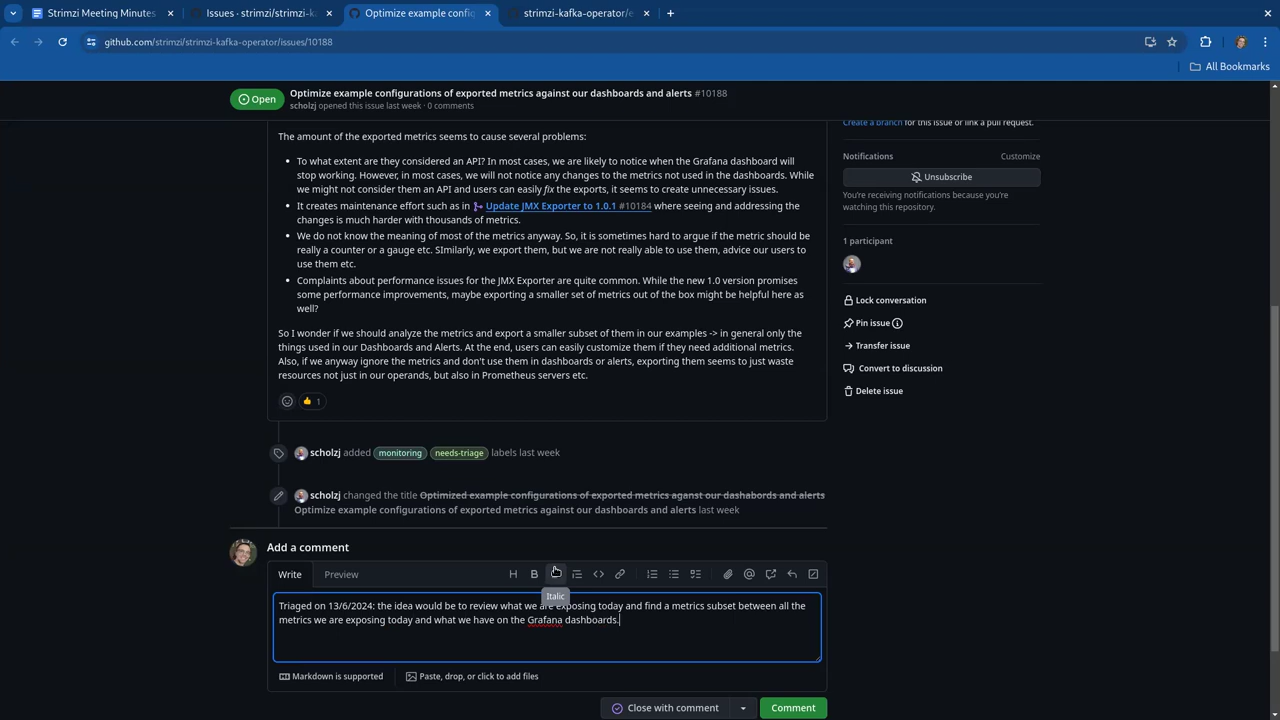 Strimzi Meeting Minutes
Issues · strimzi/strimzi-k
Optimize example config
strimzi-kafka-operator/e
github.com/strimzi/strimzi-kafka-operator/issues/10188
All Bookmarks
Open
Optimize example configurations of exported metrics against our dashboards and alerts #10188
scholzj opened this issue last week · 0 comments
The amount of the exported metrics seems to cause several problems:
To what extent are they considered an API? In most cases, we are likely to notice when the Grafana dashboard will
stop working. However, in most cases, we will not notice any changes to the metrics not used in the dashboards. While
we might not consider them an API and users can easily fix the exports, it seems to create unnecessary issues.
It creates maintenance effort such as in Update JMX Exporter to 1.0.1 #10184 where seeing and addressing the
changes is much harder with thousands of metrics.
We do not know the meaning of most of the metrics anyway. So, it is sometimes hard to argue if the metric should be
really a counter or a gauge etc. SImilarly, we export them, but we are not really able to use them, advice our users to
use them etc.
Complaints about performance issues for the JMX Exporter are quite common. While the new 1.0 version promises
some performance improvements, maybe exporting a smaller set of metrics out of the box might be helpful here as
well?
So I wonder if we should analyze the metrics and export a smaller subset of them in our examples -> in general only the
things used in our Dashboards and Alerts. At the end, users can easily customize them if they need additional metrics.
Also, if we anyway ignore the metrics and don't use them in dashboards or alerts, exporting them seems to just waste
resources not just in our operands, but also in Prometheus servers etc.
1
scholzj added monitoring needs-triage labels last week
scholzj changed the title Optimized example configurations of exported metrics aganst our dashabords and alerts
Optimize example configurations of exported metrics against our dashboards and alerts last week
Add a comment
Write
Preview
H B
Italic
Triaged on 13/6/2024: the idea would be to review what we are exposing today and find a metrics subset between all the
metrics we are exposing today and what we have on the Grafana dashboards.
Markdown is supported
Paste, drop, or click to add files
Close with comment
Comment
Create a branch for this issue or link a pull request.
Notifications
Customize
Unsubscribe
You're receiving notifications because you're
watching this repository.
1 participant
Lock conversation
Pin issue
Transfer issue
Convert to discussion
Delete issue